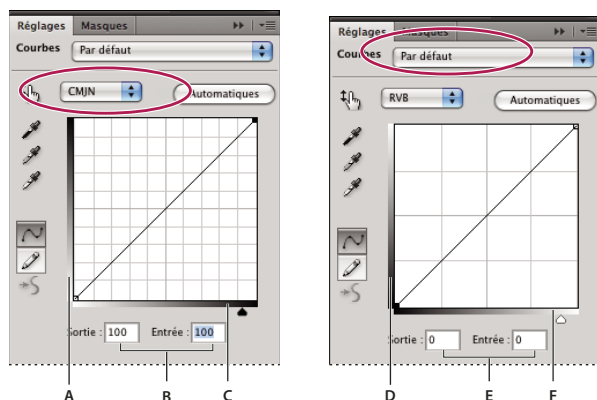 Réglages Masques
Courbes Par défaut
CMJN Automatiques
Sortie : 100 Entrée : 100
A B C
Réglages Masques
Courbes Par défaut
RVB Automatiques
Sortie : 0 Entrée : 0
D E F